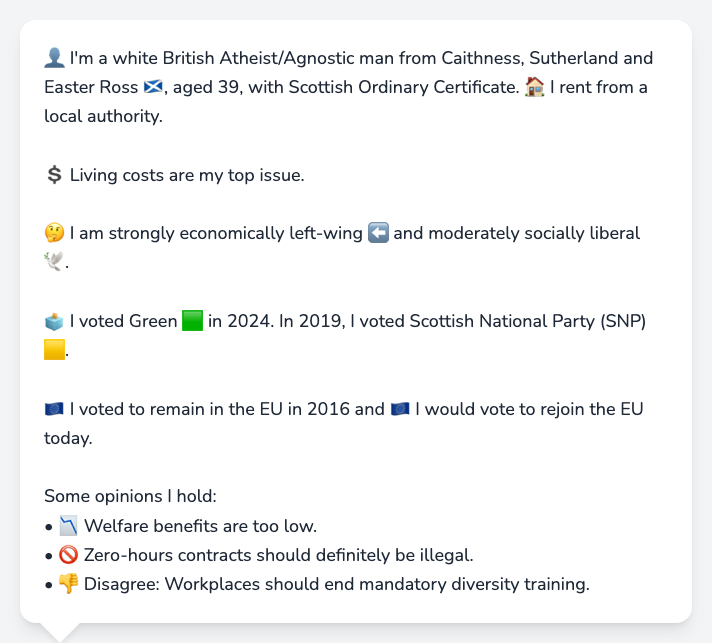 👤 I'm a white British Atheist/Agnostic man from Caithness, Sutherland and
Easter Ross 🏴󠁧󠁢󠁳󠁣󠁴󠁿, aged 39, with Scottish Ordinary Certificate. 🏠 I rent from a
local authority.
💲 Living costs are my top issue.
🤔 I am strongly economically left-wing ⬅️ and moderately socially liberal
🕊️.
🗳️ I voted Green 🟩 in 2024. In 2019, I voted Scottish National Party (SNP)
🟨.
🇪🇺 I voted to remain in the EU in 2016 and 🇪🇺 I would vote to rejoin the EU
today.
Some opinions I hold:
• 📉 Welfare benefits are too low.
• 🚫 Zero-hours contracts should definitely be illegal.
• 👎 Disagree: Workplaces should end mandatory diversity training.